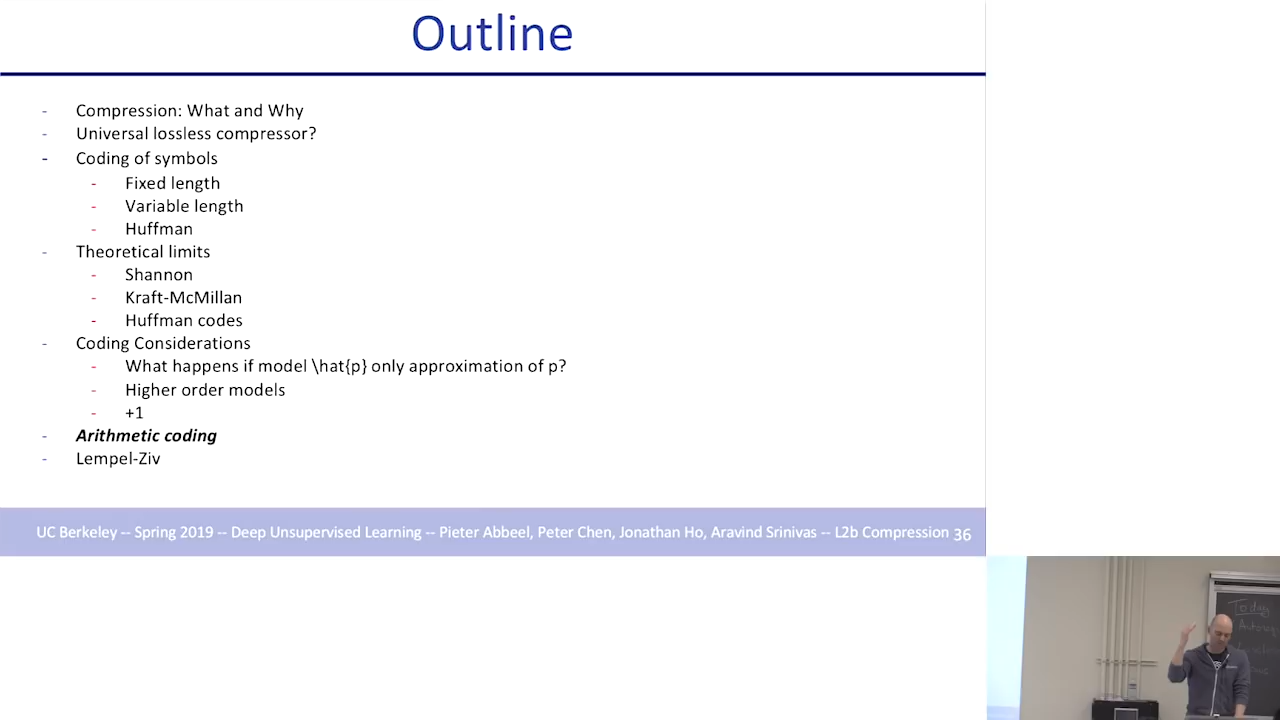 Outline
- Compression: What and Why
- Universal lossless compressor?
- Coding of symbols
- Fixed length
- Variable length
- Huffman
- Theoretical limits
- Shannon
- Kraft-McMillan
- Huffman codes
- Coding Considerations
- What happens if model \hat{p} only approximation of p?
- Higher order models
- +1
- Arithmetic coding
- Lempel-Ziv
UC Berkeley -- Spring 2019 -- Deep Unsupervised Learning -- Pieter Abbeel, Peter Chen, Jonathan Ho, Aravind Srinivas -- L2b Compression 36
Today